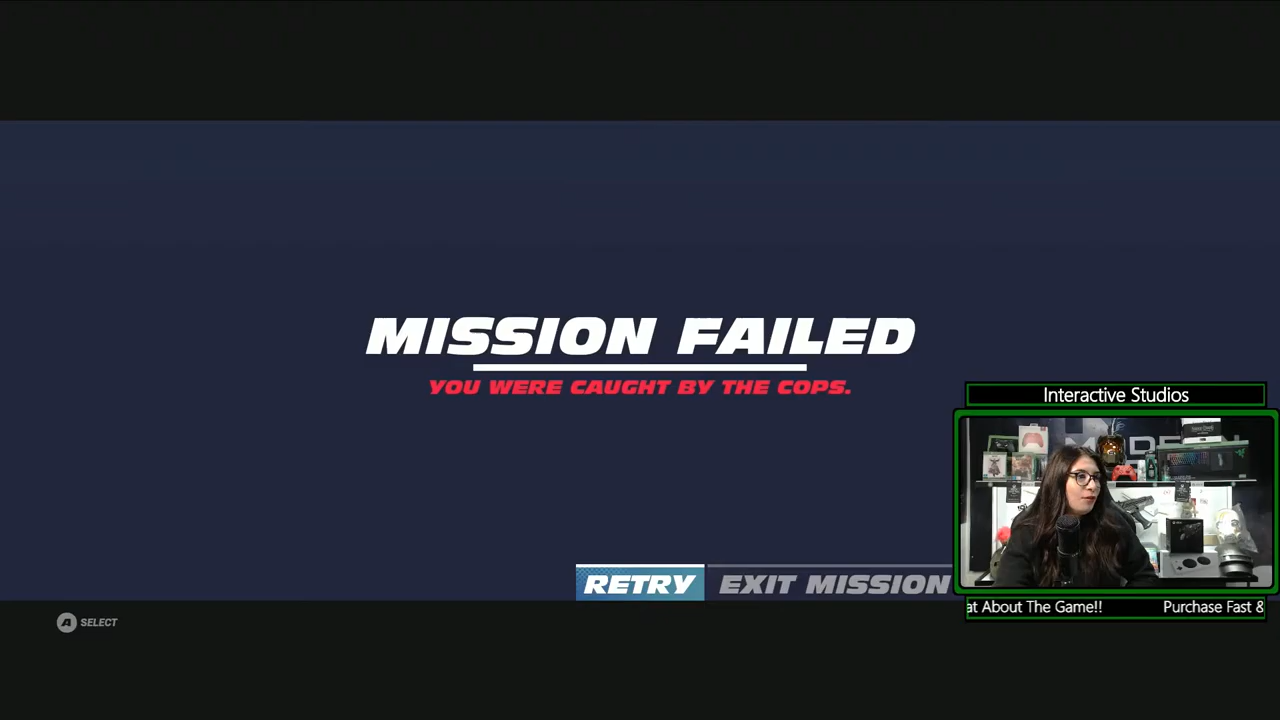 MISSION FAILED
YOU WERE CAUGHT BY THE COPS.
Interactive Studios
RETRY
EXIT MISSION
at About The Game!! Purchase Fast &
A SELECT